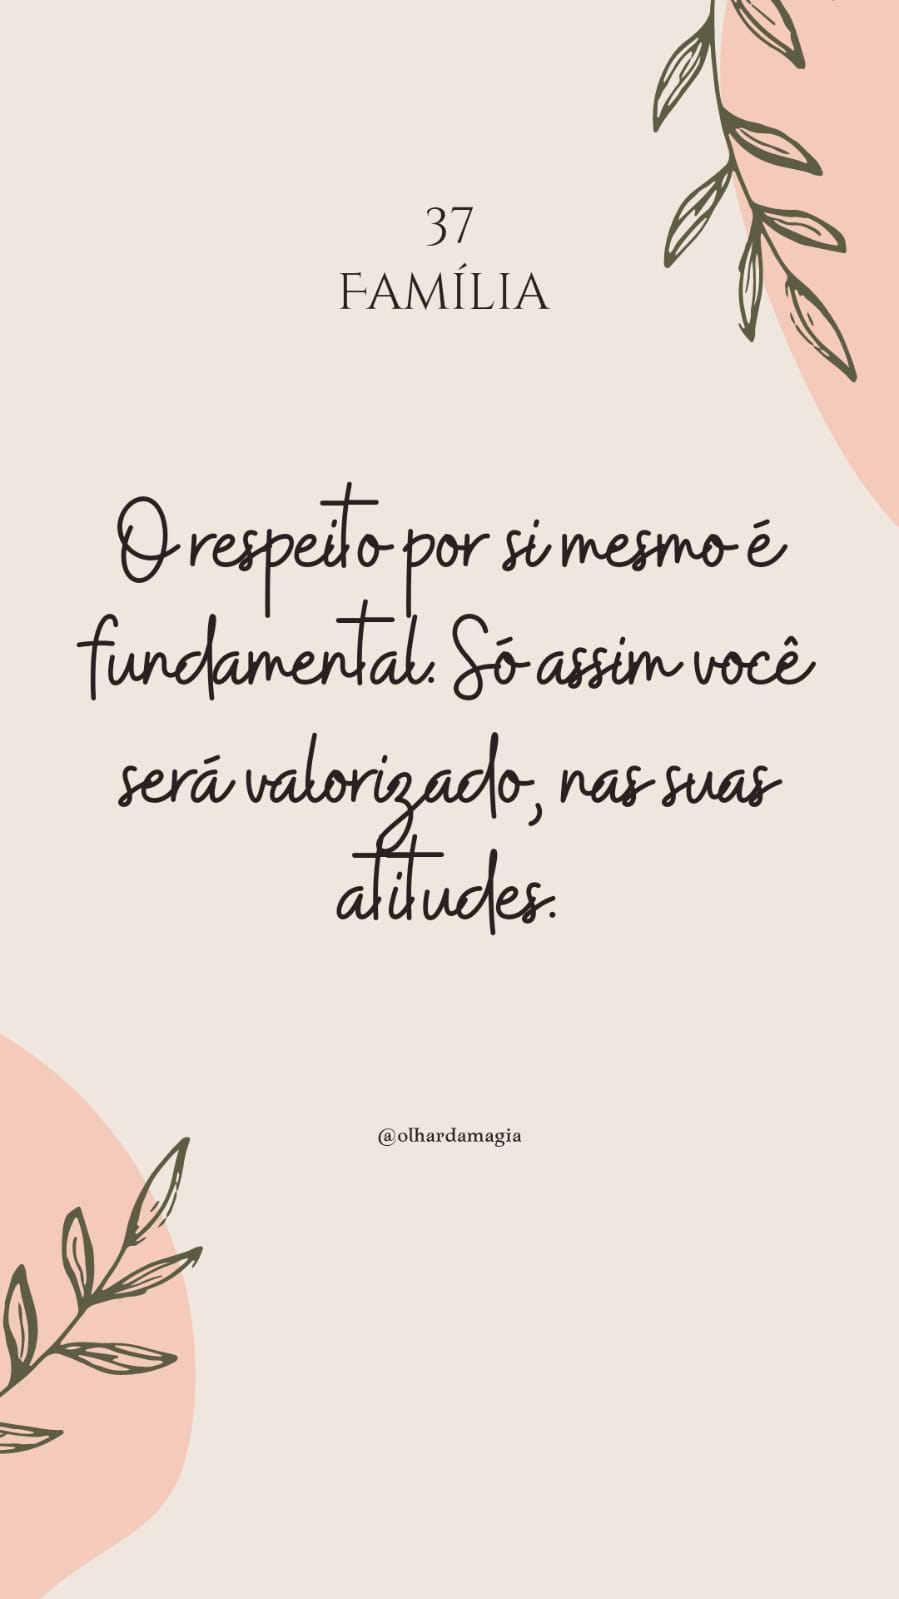 37
Família
O respeito por si mesmo é
fundamental. Só assim você
será valorizado, nas suas
atitudes.
@olhardamagia